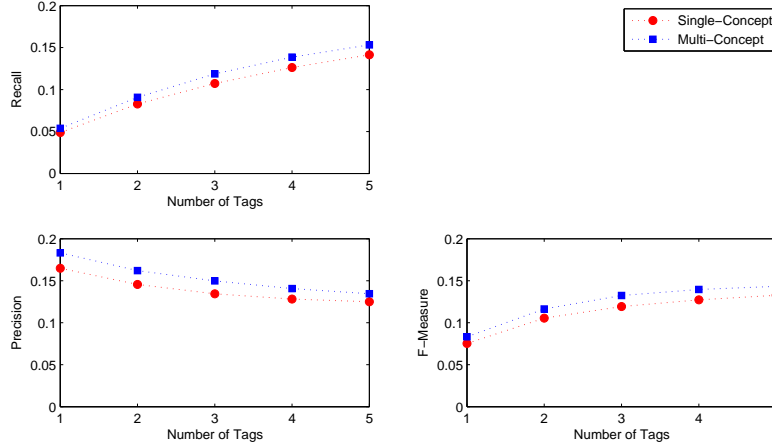 0.2
0.15
0.1
0.05
0
Recall
1 2 3 4 5
Number of Tags
Single−Concept
Multi−Concept
0.2
0.15
0.1
0.05
0
Precision
1 2 3 4 5
Number of Tags
0.2
0.15
0.1
0.05
0
F−Measure
1 2 3 4
Number of Tags